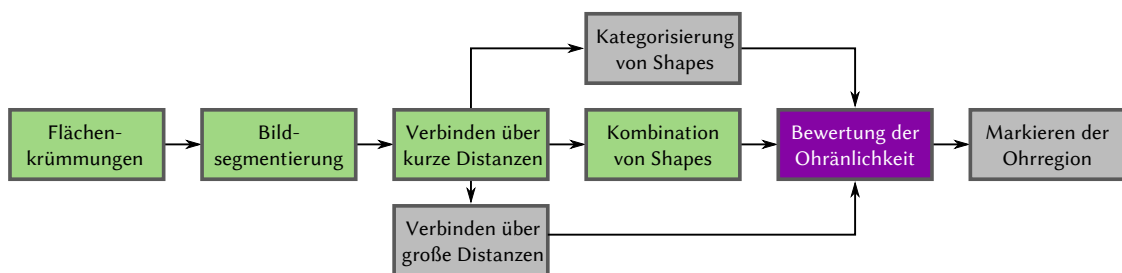 Kategorisierung
von Shapes
Flächen-
krümmungen
Bild-
segmentierung
Verbinden über
kurze Distanzen
Kombination
von Shapes
Bewertung der
Ohränlichkeit
Markieren der
Ohrregion
Verbinden über
große Distanzen